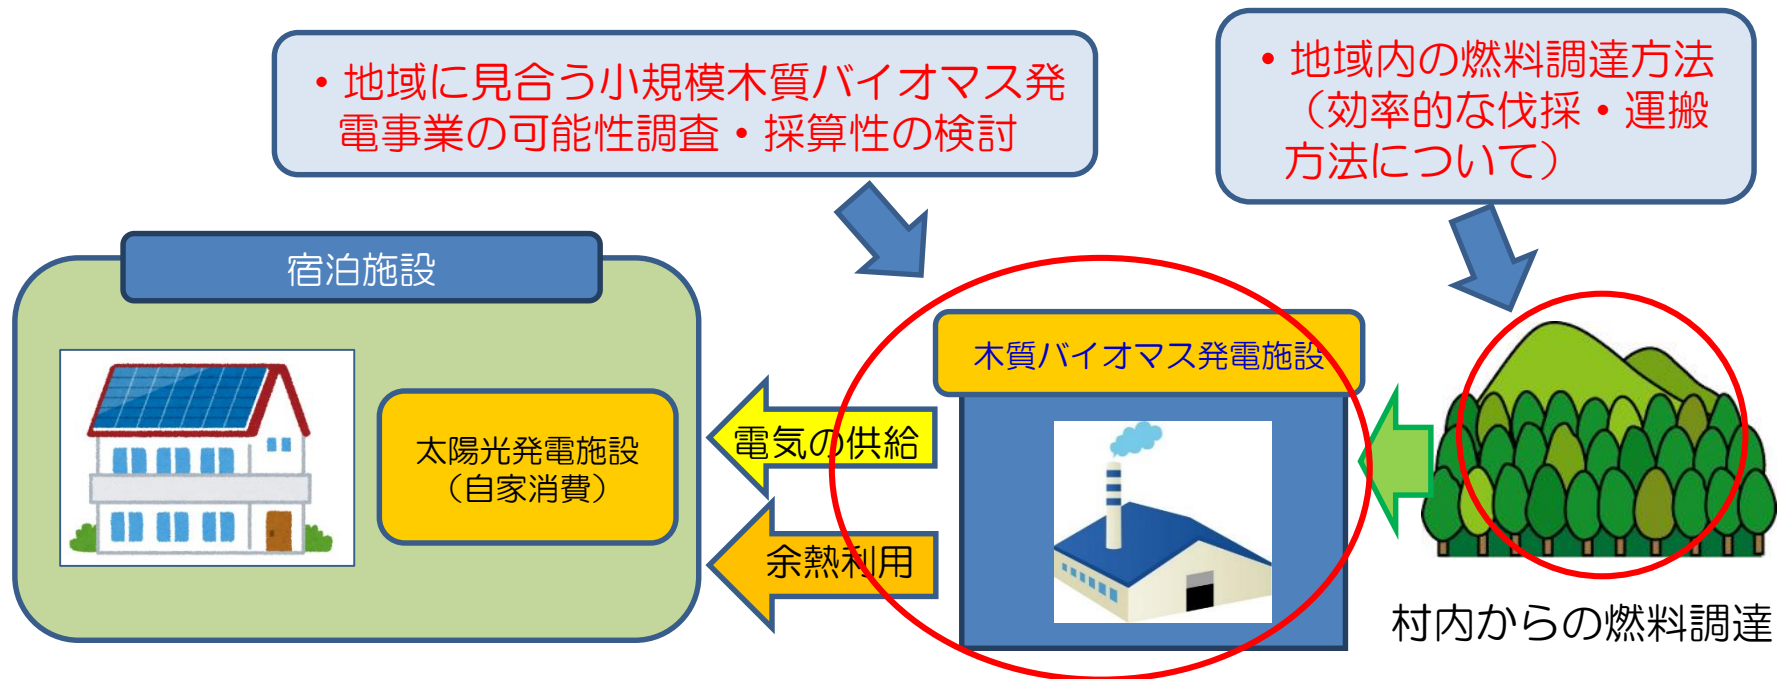 ・地域に見合う小規模木質バイオマス発
電事業の可能性調査・採算性の検討
・地域内の燃料調達方法
（効率的な伐採・運搬
方法について）
宿泊施設
太陽光発電施設
（自家消費）
電気の供給
余熱利用
木質バイオマス発電施設
村内からの燃料調達